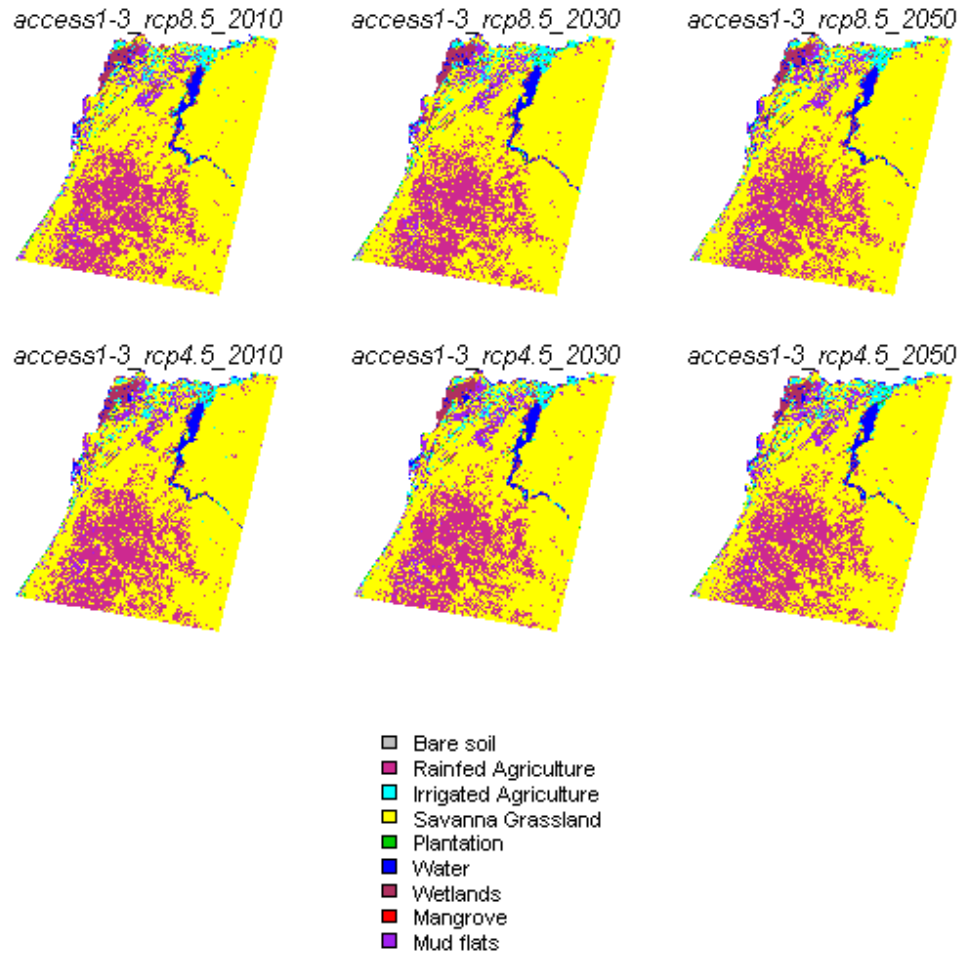 access1-3_rcp8.5_2010
access1-3_rcp8.5_2030
access1-3_rcp8.5_2050
access1-3_rcp4.5_2010
access1-3_rcp4.5_2030
access1-3_rcp4.5_2050
Bare soil
Rainfed Agriculture
Irrigated Agriculture
Savanna Grassland
Plantation
Water
Wetlands
Mangrove
Mud flats